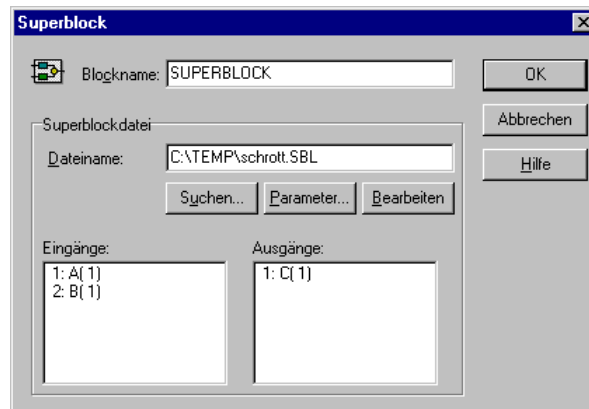 Superblock
Blockname: SUPERBLOCK
OK
Superblockdatei
Abbrechen
Dateiname: C:\TEMP\schrott.SBL
Hilfe
Suchen... Parameter... Bearbeiten
Eingänge: Ausgänge:
1: A( 1) 1: C( 1)
2: B( 1)